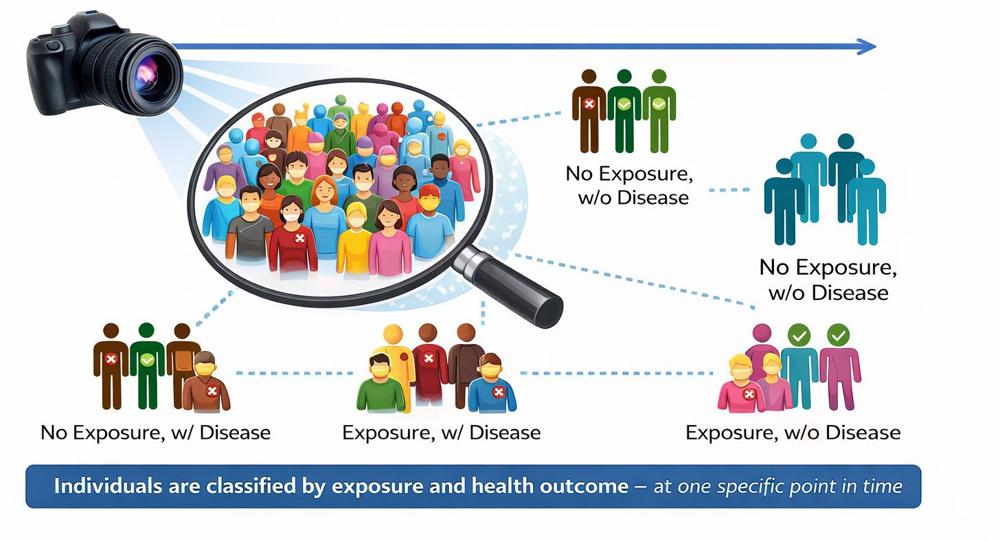 No Exposure,
w/o Disease
No Exposure,
w/o Disease
No Exposure, w/ Disease
Exposure, w/ Disease
Exposure, w/o Disease
Individuals are classified by exposure and health outcome – at one specific point in time